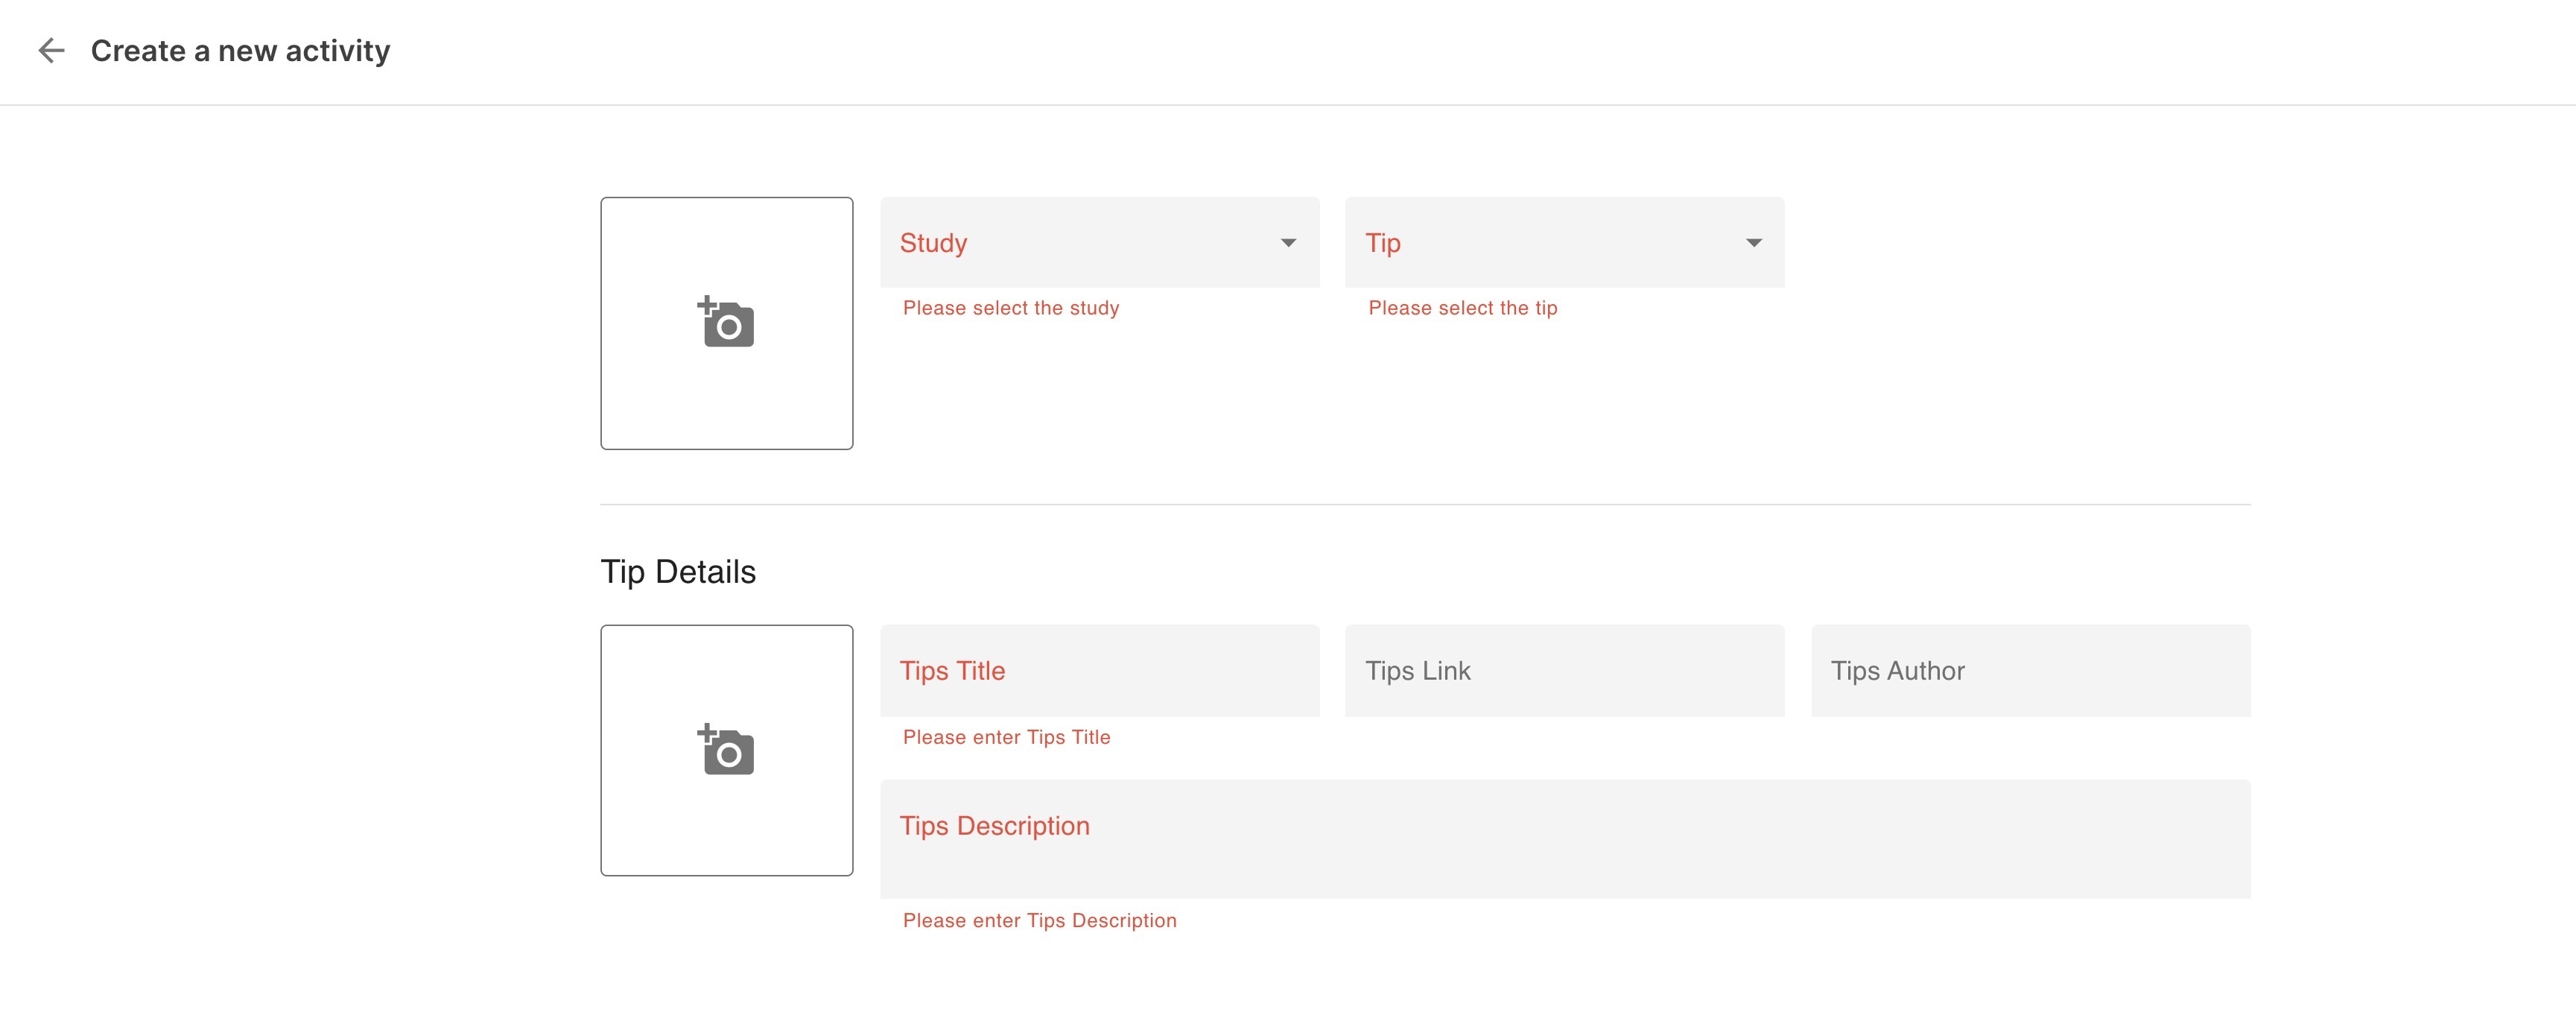 Create a new activity
Study
Tip
Please select the study
Please select the tip
Tip Details
Tips Title
Tips Link
Tips Author
Please enter Tips Title
Tips Description
Please enter Tips Description